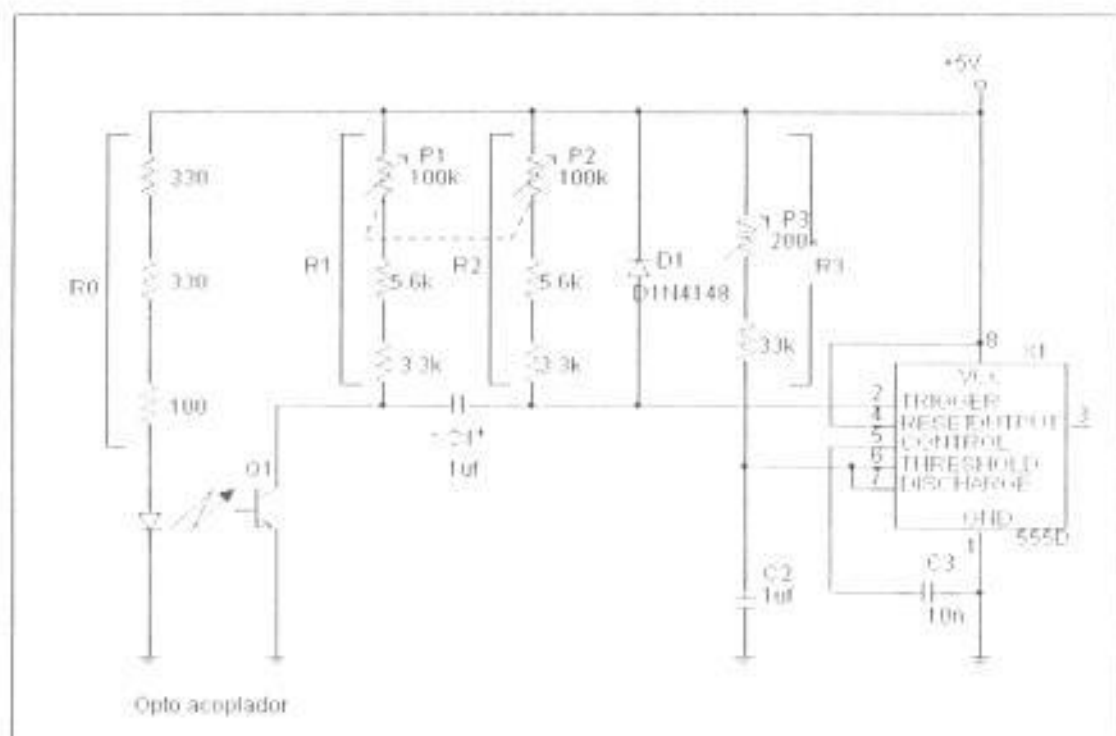 +5V
P1
100k
P2
100k
330
P3
200k
R0
330
R1
5.6k
R2
5.6k
D1
D1N4148
R3
3.3k
3.3k
33k
8
X1
VCC
100
2
TRIGGER
4
RESET OUTPUT
3
5
CONTROL
6
THRESHOLD
7
DISCHARGE
1uf
Q1
GND
1
555D
C2
1uf
C3
10n
Opto acoplador